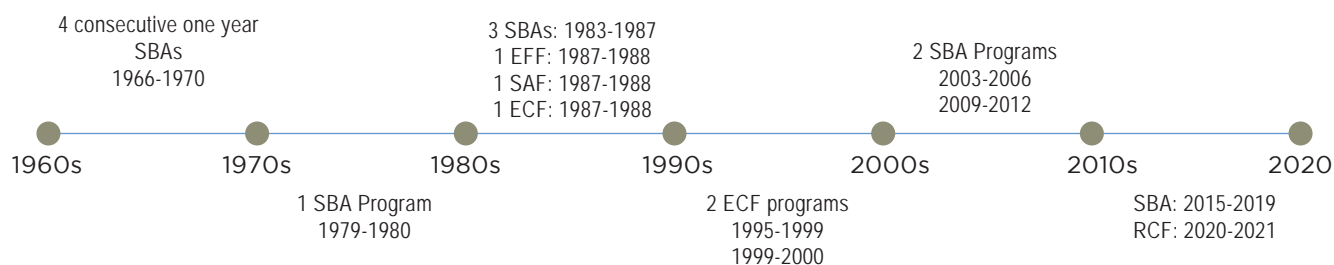 4 consecutive one year
SBAs
1966-1970
3 SBAs: 1983-1987
1 EFF: 1987-1988
1 SAF: 1987-1988
1 ECF: 1987-1988
2 SBA Programs
2003-2006
2009-2012
1960s
1970s
1980s
1990s
2000s
2010s
2020
1 SBA Program
1979-1980
2 ECF programs
1995-1999
1999-2000
SBA: 2015-2019
RCF: 2020-2021